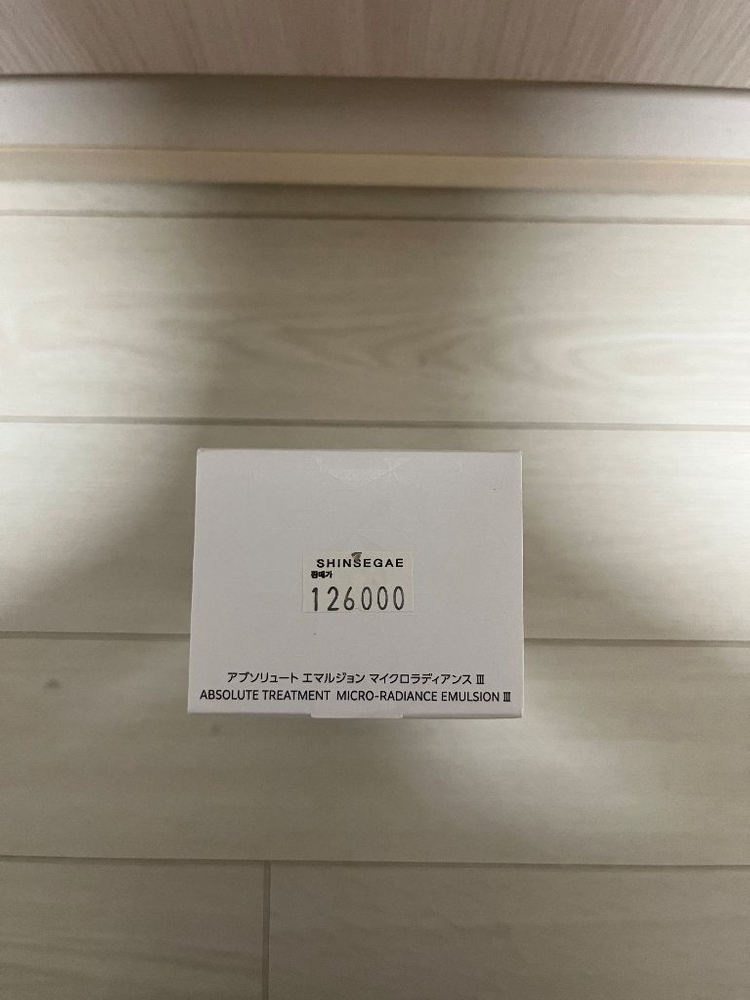 SHINSEGAE
판매가
126000
アブソリュート エマルジョン マイクロラディアンス Ⅲ
ABSOLUTE TREATMENT MICRO-RADIANCE EMULSION Ⅲ